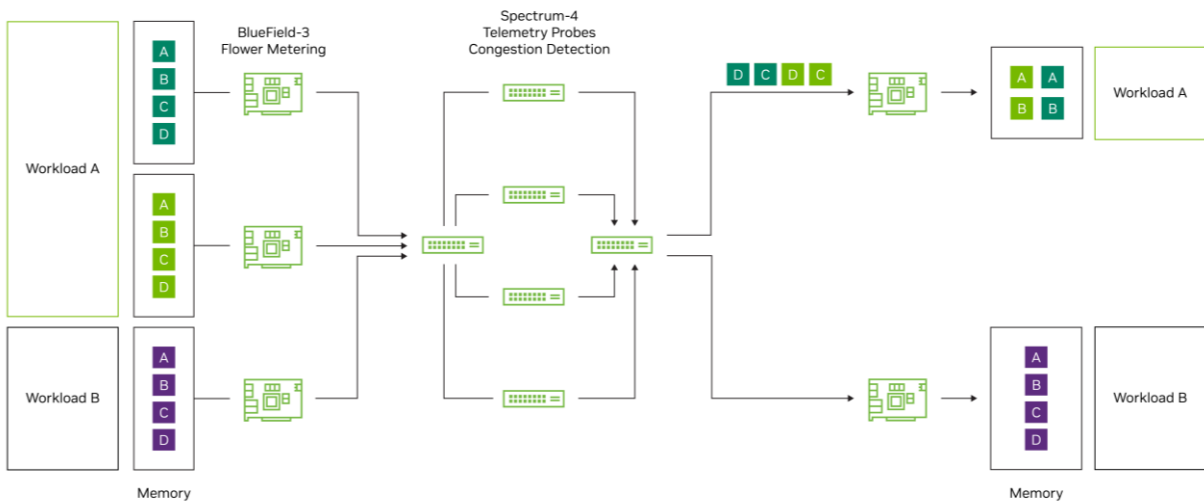 BlueField-3
Flower Metering
Spectrum-4
Telemetry Probes
Congestion Detection
Workload A
A
B
C
D
A
B
C
D
Workload B
A
B
C
D
Memory
D C D C
A A
B B
Workload A
A
B
C
D
Workload B
Memory